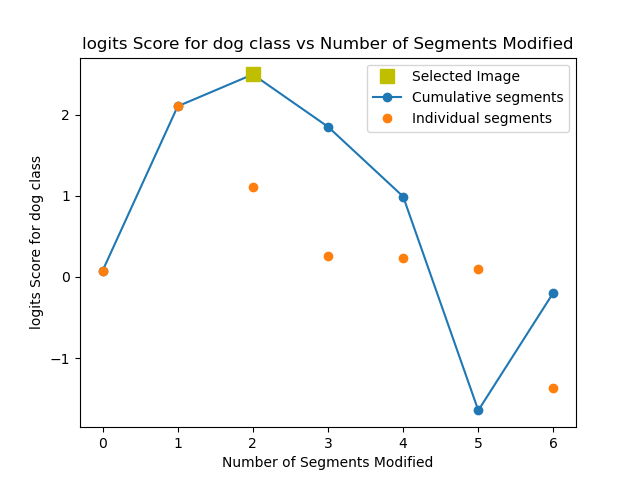 logits Score for dog class vs Number of Segments Modified
Selected Image
Cumulative segments
Individual segments
logits Score for dog class
2
1
0
−1
0 1 2 3 4 5 6
Number of Segments Modified